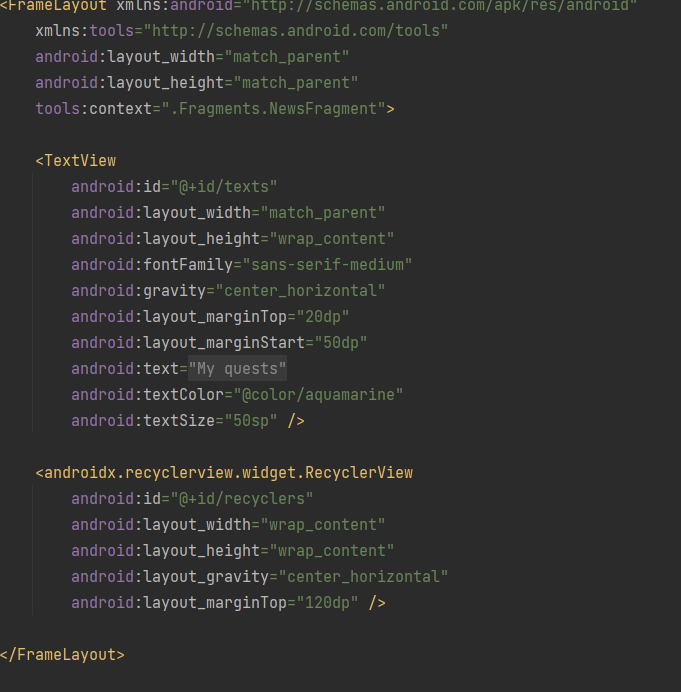 <FrameLayout xmlns:android="http://schemas.android.com/apk/res/android"
    xmlns:tools="http://schemas.android.com/tools"
    android:layout_width="match_parent"
    android:layout_height="match_parent"
    tools:context=".Fragments.NewsFragment">

    <TextView
        android:id="@+id/texts"
        android:layout_width="match_parent"
        android:layout_height="wrap_content"
        android:fontFamily="sans-serif-medium"
        android:gravity="center_horizontal"
        android:layout_marginTop="20dp"
        android:layout_marginStart="50dp"
        android:text="My quests"
        android:textColor="@color/aquamarine"
        android:textSize="50sp" />

    <androidx.recyclerview.widget.RecyclerView
        android:id="@+id/recyclers"
        android:layout_width="wrap_content"
        android:layout_height="wrap_content"
        android:layout_gravity="center_horizontal"
        android:layout_marginTop="120dp" />

</FrameLayout>